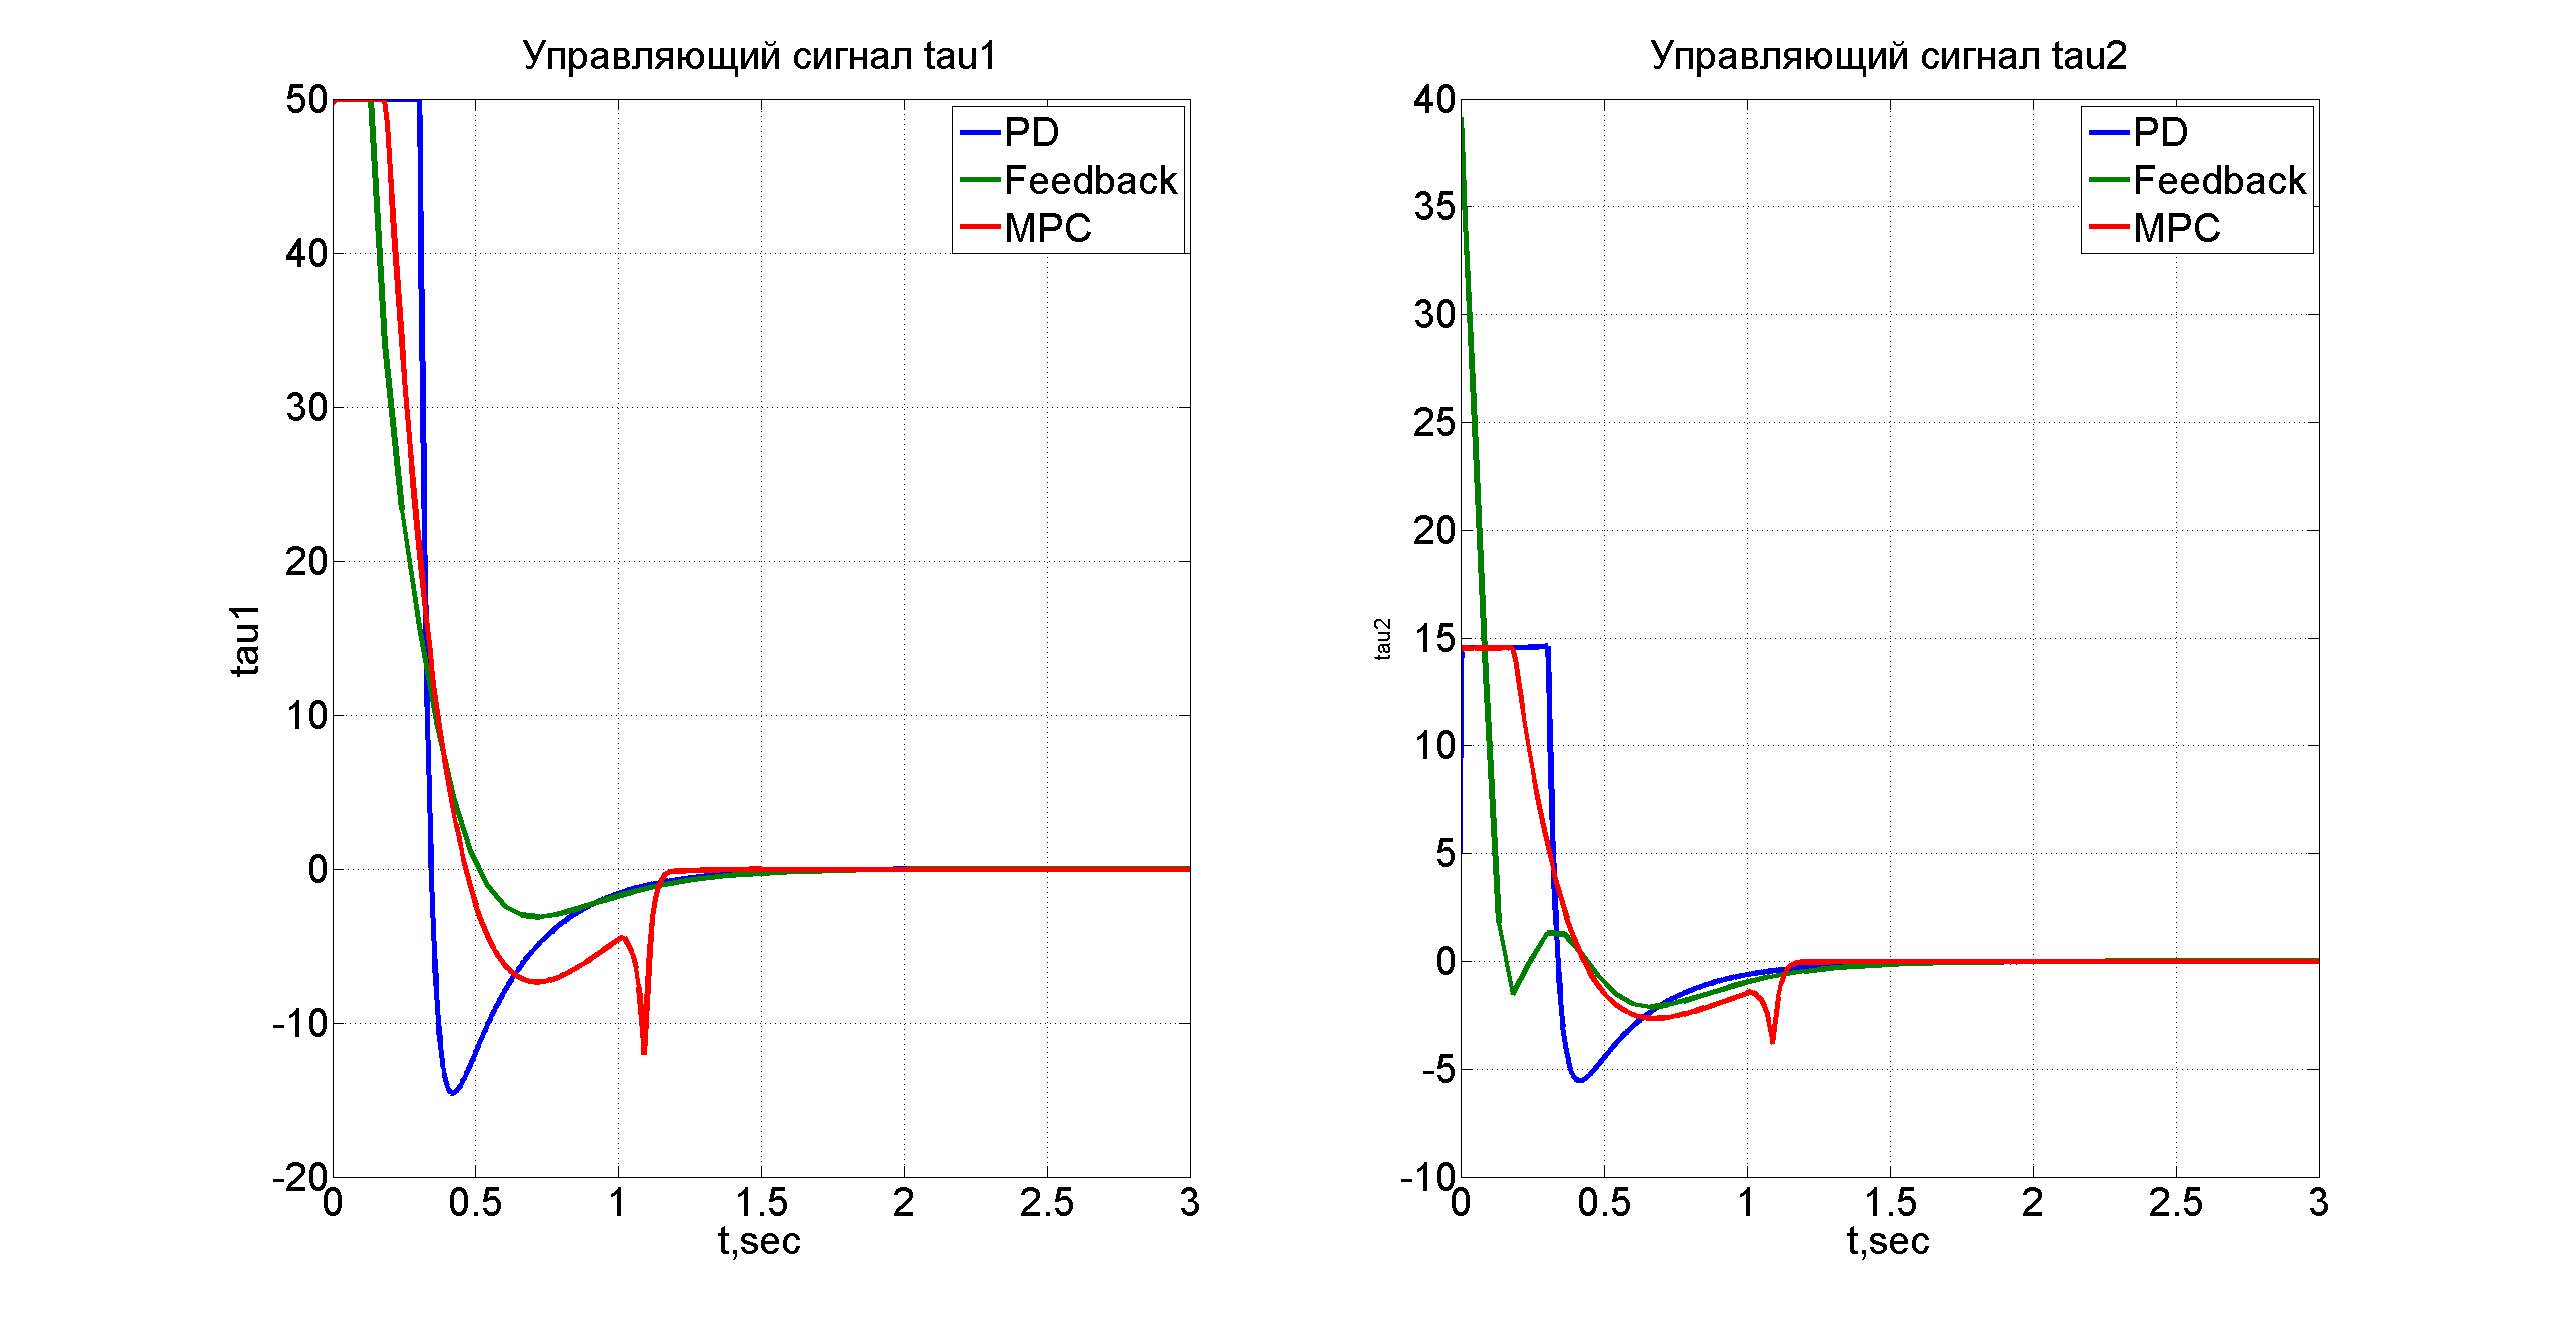 Управляющий сигнал tau1
50
40
30
20
10
0
-10
-20
tau1
0 0.5 1 1.5 2 2.5 3
t,sec
PD
Feedback
MPC
Управляющий сигнал tau2
40
35
30
25
20
15
10
5
0
-5
-10
tau2
0 0.5 1 1.5 2 2.5 3
t,sec
PD
Feedback
MPC